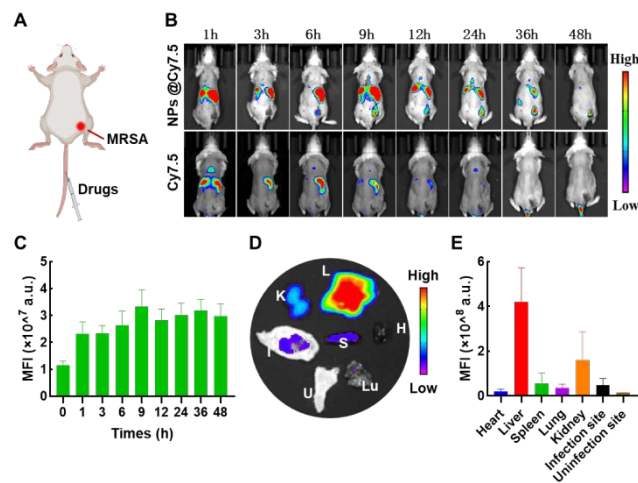 A
MRSA
Drugs
B
1h 3h 6h 9h 12h 24h 36h 48h
NPs @Cy7.5
Cy7.5
High
Low
C
MFI (×10^7 a.u.)
5
4
3
2
1
0
0 1 3 6 9 12 24 36 48
Times (h)
D
L
K
H
I
S
U
Lu
High
Low
E
MFI (×10^8 a.u.)
6
4
2
0
Heart
Liver
Spleen
Lung
Kidney
Infection site
Uninfection site